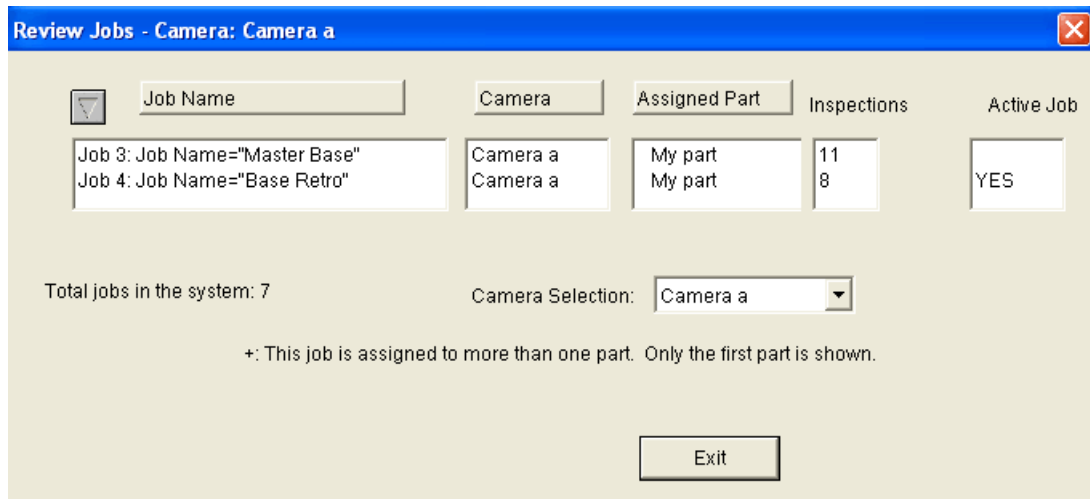 Review Jobs - Camera: Camera a
Job Name Camera Assigned Part Inspections Active Job
Job 3: Job Name="Master Base" Camera a My part 11
Job 4: Job Name="Base Retro" Camera a My part 8 YES
Total jobs in the system: 7 Camera Selection: Camera a
+: This job is assigned to more than one part. Only the first part is shown.
Exit